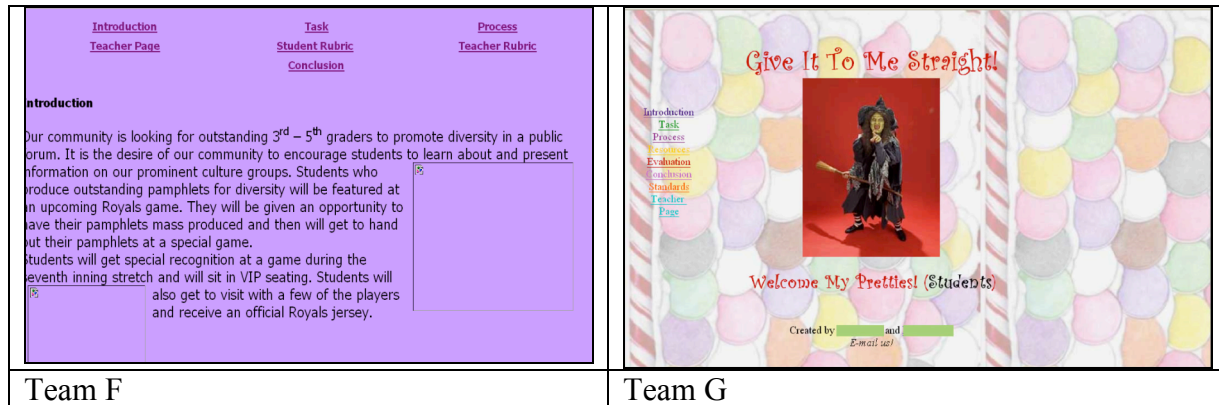 Introduction Task Process
Teacher Page Student Rubric Teacher Rubric
Conclusion
ntroduction
Our community is looking for outstanding 3rd – 5th graders to promote diversity in a public
forum. It is the desire of our community to encourage students to learn about and present
information on our prominent culture groups. Students who
produce outstanding pamphlets for diversity will be featured at
an upcoming Royals game. They will be given an opportunity to
have their pamphlets mass produced and then will get to hand
out their pamphlets at a special game.
Students will get special recognition at a game during the
seventh inning stretch and will sit in VIP seating. Students will
also get to visit with a few of the players
and receive an official Royals jersey.
Team F
Give It To Me Straight!
Introduction
Task
Process
Resources
Evaluation
Conclusion
Standards
Teacher
Page
Welcome My Pretties! (Students)
Created by and
E-mail us!
Team G